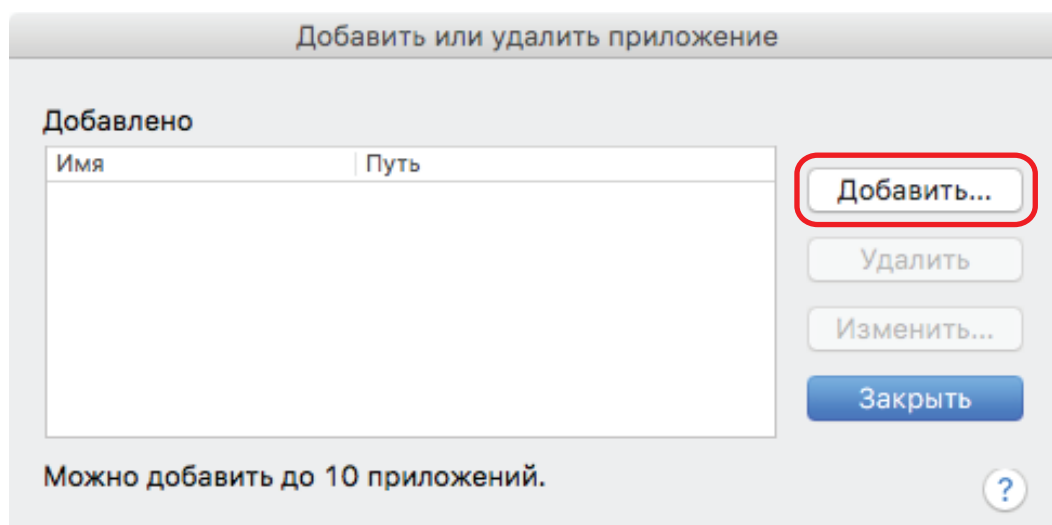 Добавить или удалить приложение
Добавлено
Имя Путь
Добавить...
Удалить
Изменить...
Закрыть
Можно добавить до 10 приложений.
?